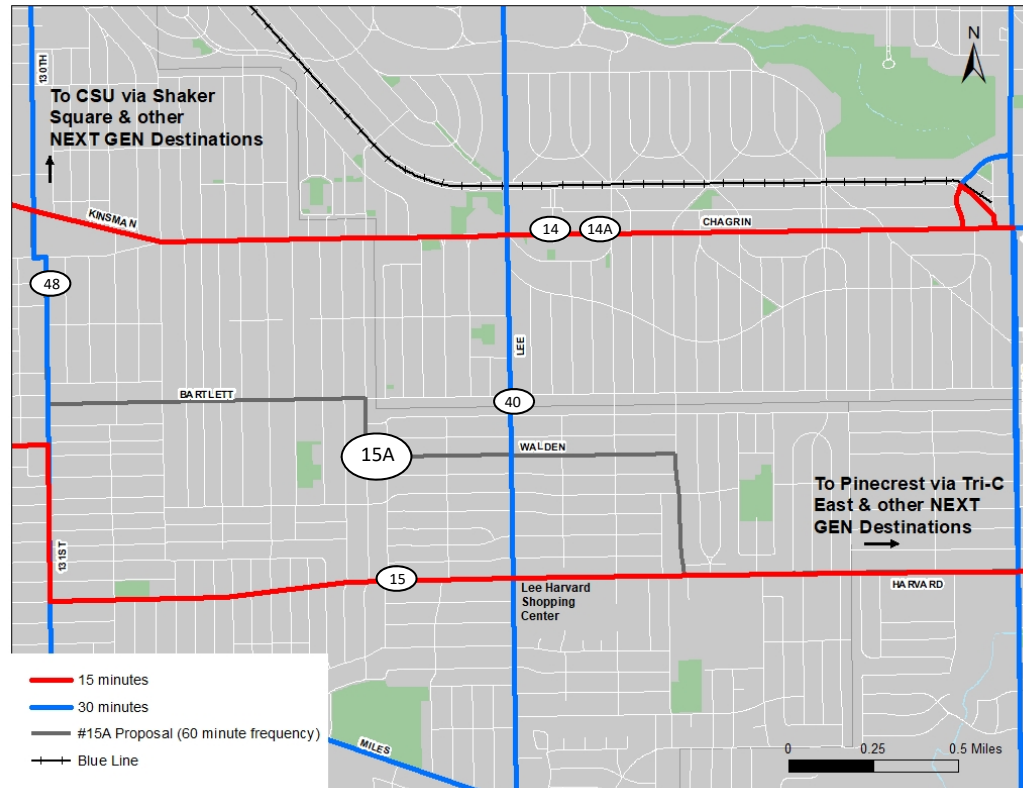 N
130TH
To CSU via Shaker
Square & other
NEXT GEN Destinations
KINSMAN
14
14A
CHAGRIN
48
LEE
BARTLETT
40
WALDEN
15A
To Pinecrest via Tri-C
East & other NEXT
GEN Destinations
131ST
15
HARVARD
Lee Harvard
Shopping
Center
15 minutes
30 minutes
#15A Proposal (60 minute frequency)
Blue Line
MILES
0 0.25 0.5 Miles